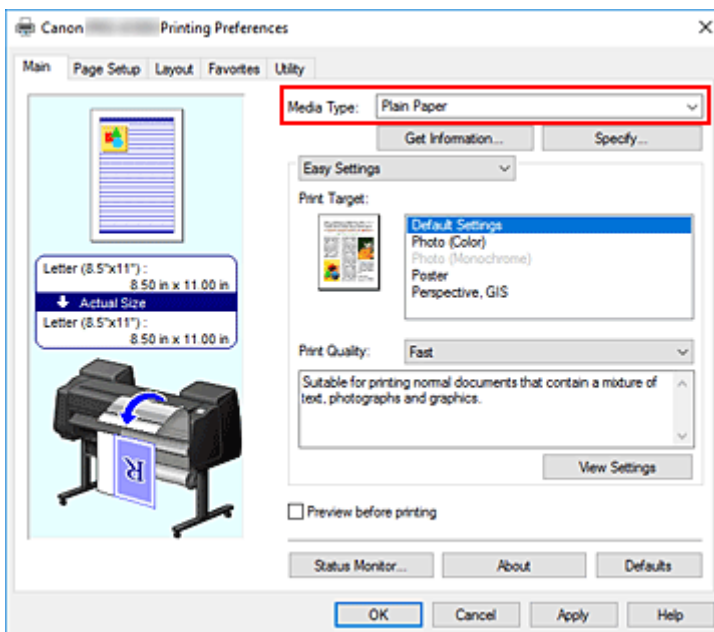 Canon Printing Preferences
Main Page Setup Layout Favorites Utility
Media Type: Plain Paper
Get Information... Specify...
Easy Settings
Print Target:
Default Settings
Photo (Color)
Photo (Monochrome)
Poster
Perspective, GIS
Letter (8.5"x11") :
8.50 in x 11.00 in
Actual Size
Letter (8.5"x11") :
8.50 in x 11.00 in
Print Quality: Fast
Suitable for printing normal documents that contain a mixture of
text, photographs and graphics.
R
View Settings
Preview before printing
Status Monitor... About Defaults
OK Cancel Apply Help